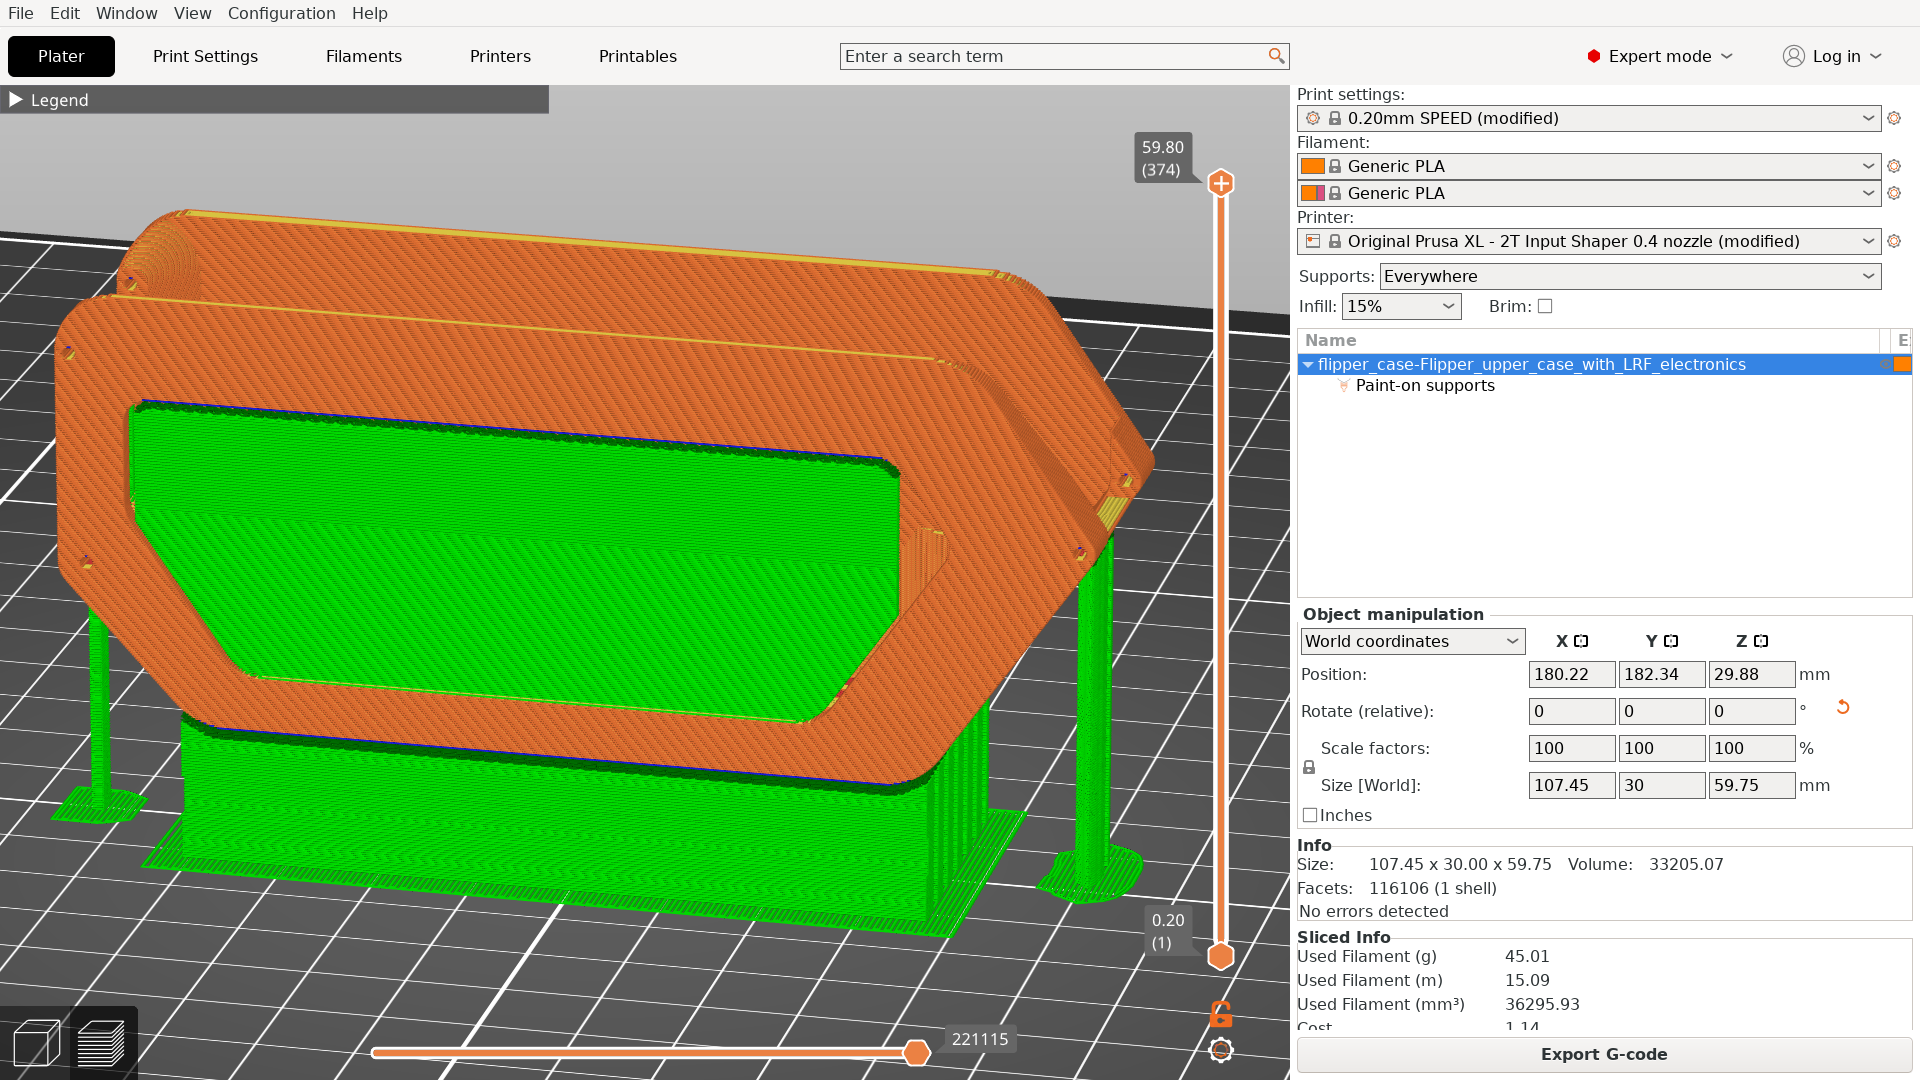 File Edit Window View Configuration Help
Plater Print Settings Filaments Printers Printables Enter a search term Expert mode Log in
Legend
59.80
(374)
0.20
(1)
221115
Print settings:
0.20mm SPEED (modified)
Filament:
Generic PLA
Generic PLA
Printer:
Original Prusa XL - 2T Input Shaper 0.4 nozzle (modified)
Supports: Everywhere
Infill: 15% Brim:
Name E
flipper_case-Flipper_upper_case_with_LRF_electronics
Paint-on supports
Object manipulation
World coordinates X Y Z
Position: 180.22 182.34 29.88 mm
Rotate (relative): 0 0 0 °
Scale factors: 100 100 100 %
Size [World]: 107.45 30 59.75 mm
Inches
Info
Size: 107.45 x 30.00 x 59.75 Volume: 33205.07
Facets: 116106 (1 shell)
No errors detected
Sliced Info
Used Filament (g) 45.01
Used Filament (m) 15.09
Used Filament (mm³) 36295.93
Cost 1.14
Export G-code